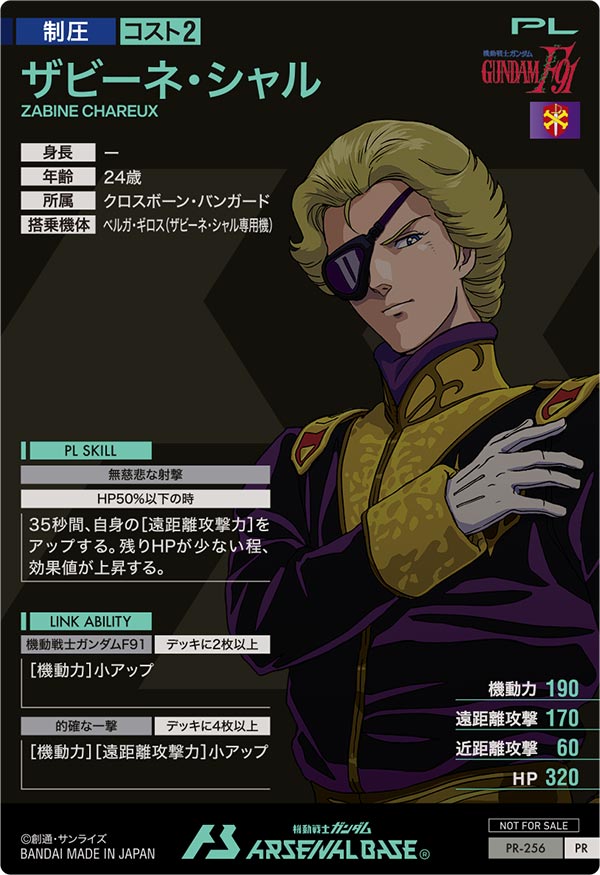 制圧 コスト2 PL
ザビーネ・シャル
ZABINE CHAREUX
機動戦士ガンダム
GUNDAM F91
身長 ー
年齢 24歳
所属 クロスボーン・バンガード
搭乗機体 ベルガ・ギロス(ザビーネ・シャル専用機)
PL SKILL
無慈悲な射撃
HP50%以下の時
35秒間、自身の[遠距離攻撃力]を
アップする。残りHPが少ない程、
効果値が上昇する。
LINK ABILITY
機動戦士ガンダムF91 デッキに2枚以上
[機動力]小アップ
的確な一撃 デッキに4枚以上
[機動力][遠距離攻撃力]小アップ
機動力 190
遠距離攻撃 170
近距離攻撃 60
HP 320
©創通・サンライズ
BANDAI MADE IN JAPAN
機動戦士ガンダム
ARSENAL BASE®
NOT FOR SALE
PR-256 PR